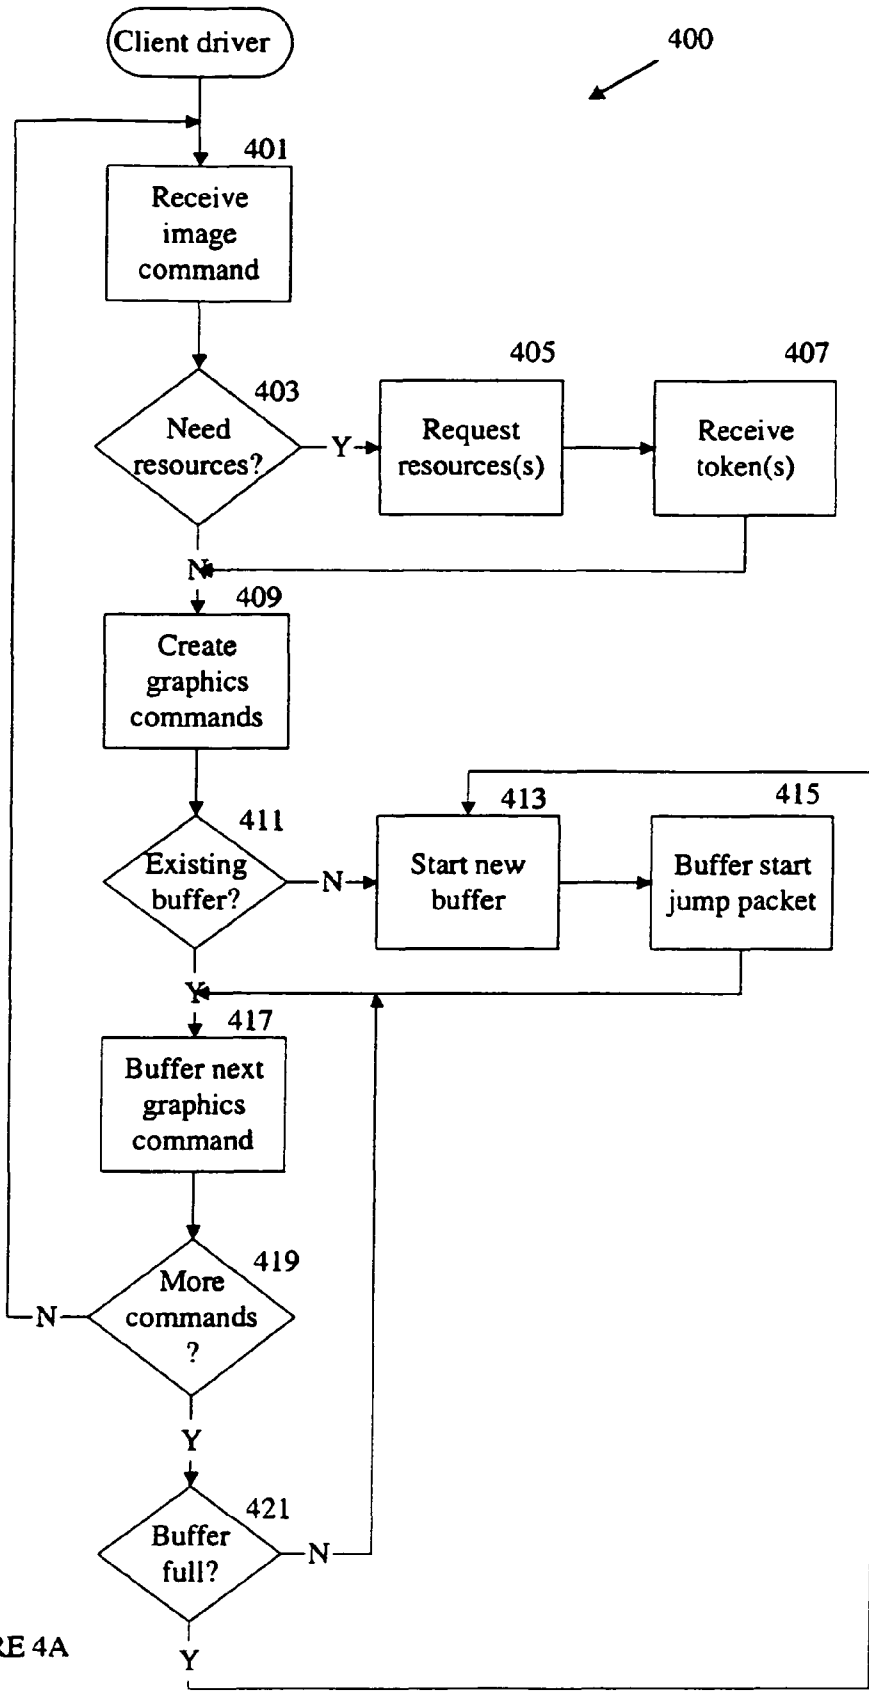 Client driver
400
401
Receive
image
command
403
Need
resources?
Y
405
Request
resources(s)
407
Receive
token(s)
N
409
Create
graphics
commands
411
Existing
buffer?
N
413
Start new
buffer
415
Buffer start
jump packet
Y
417
Buffer next
graphics
command
419
More
commands
?
N
Y
421
Buffer
full?
N
Y
RE 4A